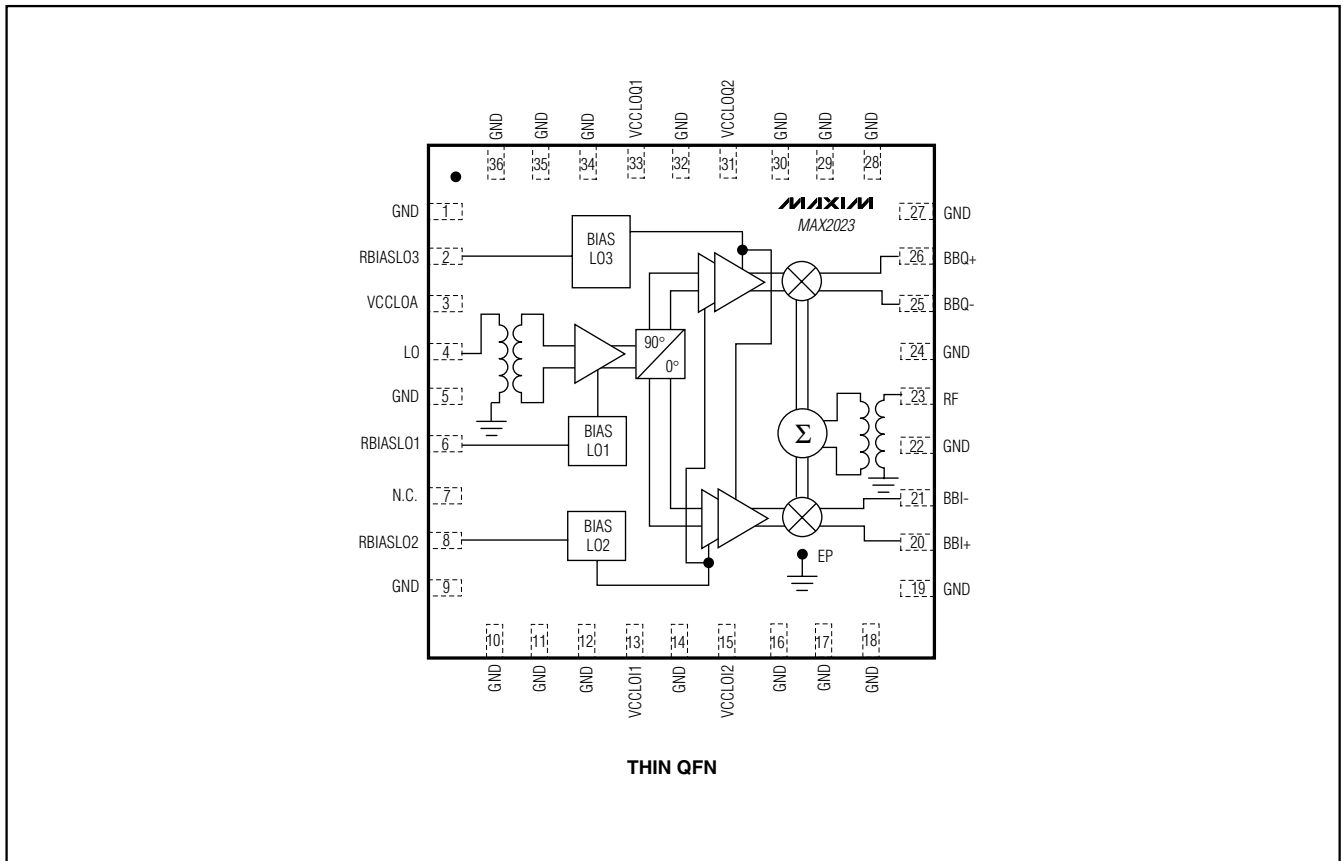 GND
GND
GND
VCCLOQ1
GND
VCCLOQ2
GND
GND
GND
36
35
34
33
32
31
30
29
28
MAXIM
MAX2023
GND 1
RBIASLO3 2
VCCLOA 3
LO 4
GND 5
RBIASLO1 6
N.C. 7
RBIASLO2 8
GND 9
BIAS
LO3
90°
0°
BIAS
LO1
Σ
BIAS
LO2
EP
27 GND
26 BBQ+
25 BBQ-
24 GND
23 RF
22 GND
21 BBI-
20 BBI+
19 GND
10
11
12
13
14
15
16
17
18
GND
GND
GND
VCCLOI1
GND
VCCLOI2
GND
GND
GND
THIN QFN